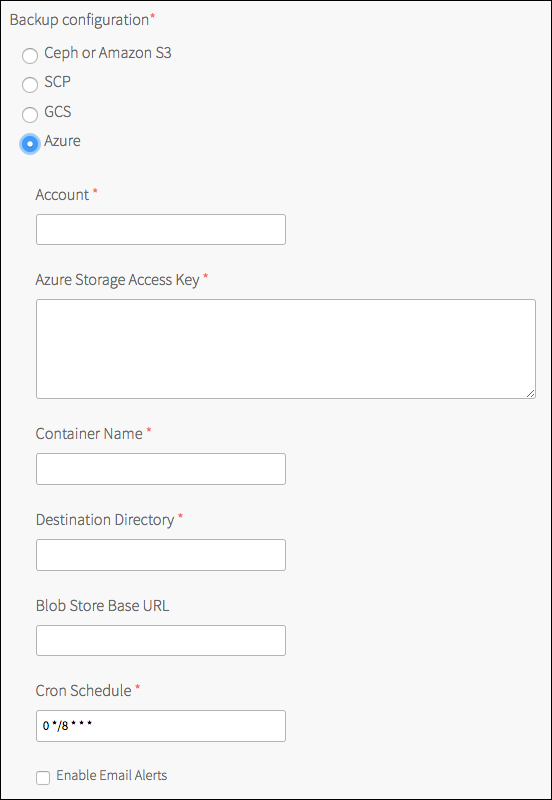 Backup configuration*
Ceph or Amazon S3
SCP
GCS
Azure
Account *
Azure Storage Access Key *
Container Name *
Destination Directory *
Blob Store Base URL
Cron Schedule *
0 */8 * * *
Enable Email Alerts